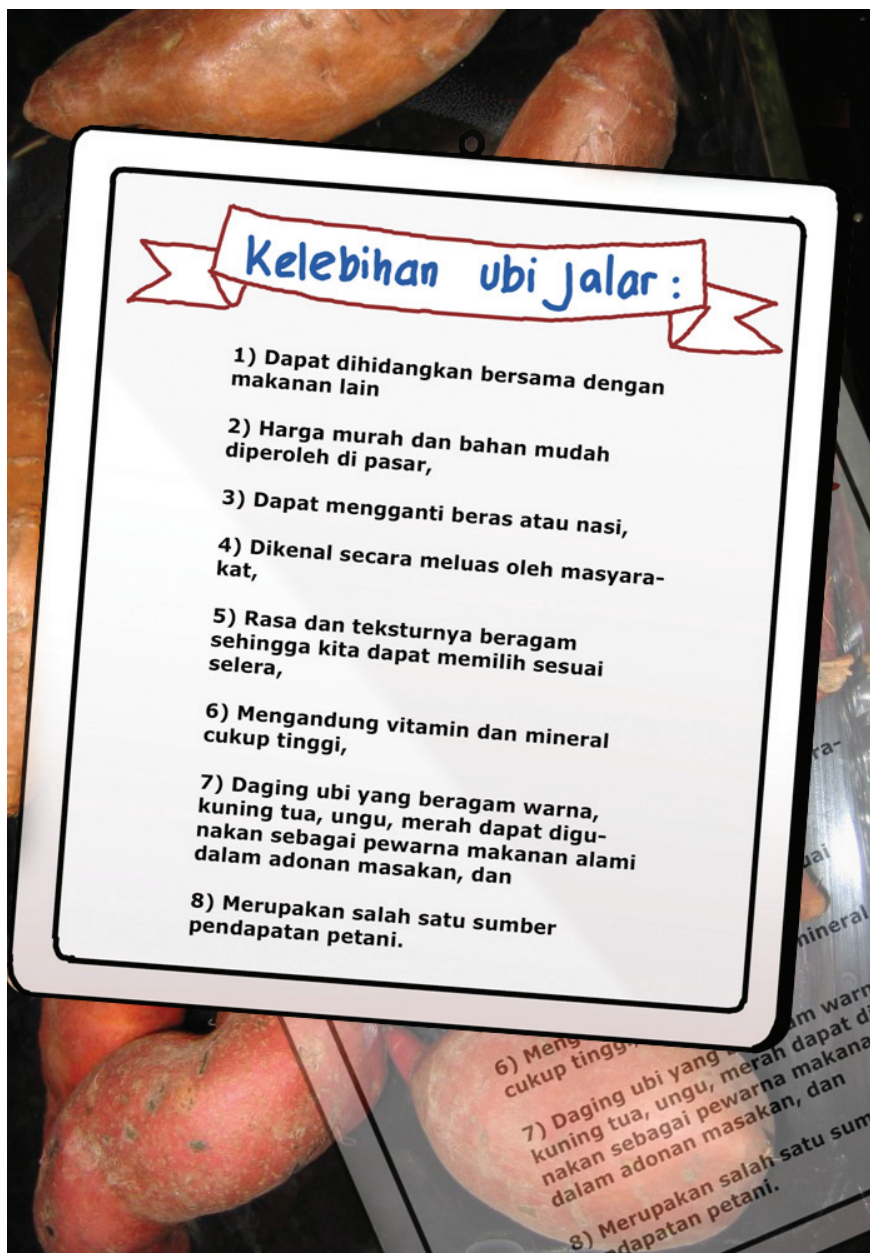 Kelebihan ubi jalar :
1) Dapat dihidangkan bersama dengan
makanan lain
2) Harga murah dan bahan mudah
diperoleh di pasar,
3) Dapat mengganti beras atau nasi,
4) Dikenal secara meluas oleh masyara-
kat,
5) Rasa dan teksturnya beragam
sehingga kita dapat memilih sesuai
selera,
6) Mengandung vitamin dan mineral
cukup tinggi,
7) Daging ubi yang beragam warna,
kuning tua, ungu, merah dapat digu-
nakan sebagai pewarna makanan alami
dalam adonan masakan, dan
8) Merupakan salah satu sumber
pendapatan petani.
mineral
6)
cukup
7) Daging ubi yang
kuning tua, ungu, merah dapat
nakan sebagai pewarna
dalam adonan masakan, dan
8) Merupakan salah satu
petani.